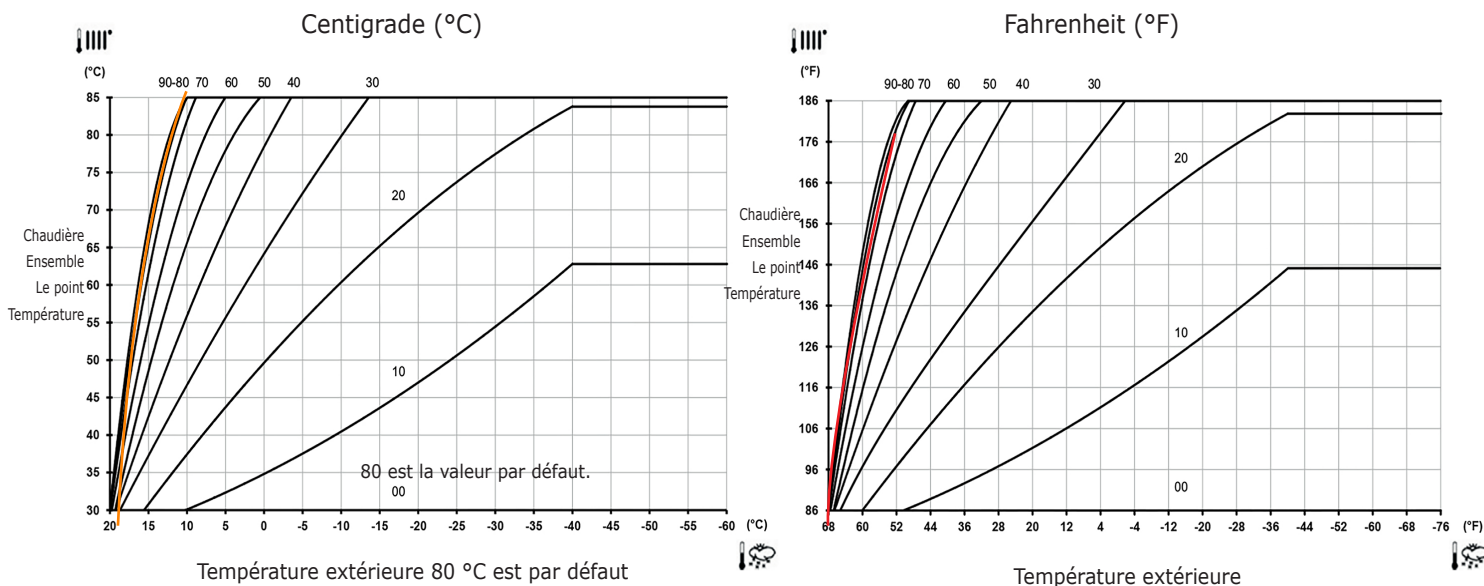 Centigrade (°C)
(°C)
90-80 70 60 50 40 30
85
80
75
70
65
60
55
50
45
40
35
30
Chaudière
Ensemble
Le point
Température
20
10
80 est la valeur par défaut.
00
20 15 10 5 0 -5 -10 -15 -20 -25 -30 -35 -40 -45 -50 -55 -60 (°C)
Température extérieure 80 °C est par défaut
Fahrenheit (°F)
(°F)
90-80 70 60 50 40 30
186
176
166
156
146
136
126
116
106
96
86
Chaudière
Ensemble
Le point
Température
20
10
00
68 60 52 44 36 28 20 12 4 -4 -12 -20 -28 -36 -44 -52 -60 -68 -76 (°F)
Température extérieure